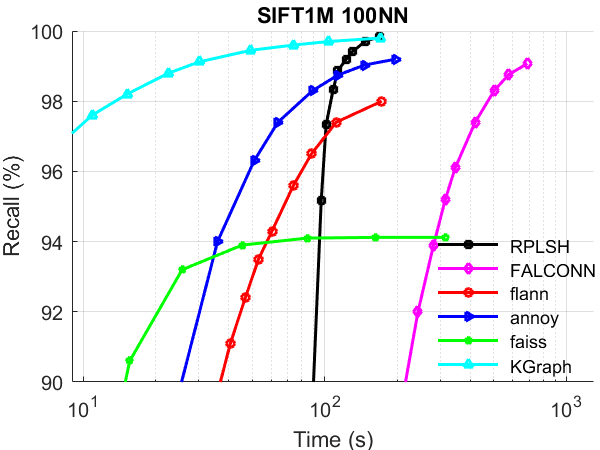 SIFT1M 100NN
Recall (%)
100
98
96
94
92
90
10^1
10^2
10^3
Time (s)
RPLSH
FALCONN
flann
annoy
faiss
KGraph